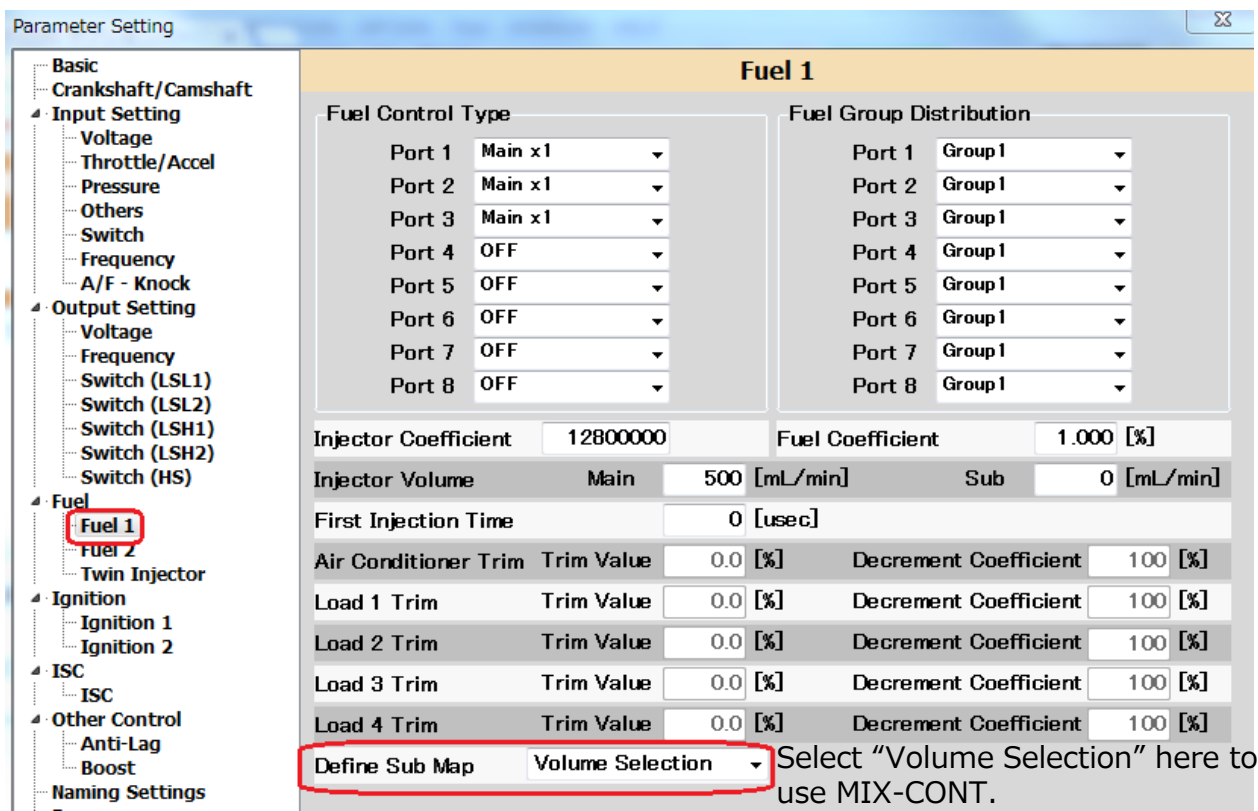 Parameter Setting
Basic
Crankshaft/Camshaft
Input Setting
Voltage
Throttle/Accel
Pressure
Others
Switch
Frequency
A/F - Knock
Output Setting
Voltage
Frequency
Switch (LSL1)
Switch (LSL2)
Switch (LSH1)
Switch (LSH2)
Switch (HS)
Fuel
Fuel 1
Fuel 2
Twin Injector
Ignition
Ignition 1
Ignition 2
ISC
ISC
Other Control
Anti-Lag
Boost
Naming Settings
Fuel 1
Fuel Control Type
Port 1 Main x1
Port 2 Main x1
Port 3 Main x1
Port 4 OFF
Port 5 OFF
Port 6 OFF
Port 7 OFF
Port 8 OFF
Fuel Group Distribution
Port 1 Group1
Port 2 Group1
Port 3 Group1
Port 4 Group1
Port 5 Group1
Port 6 Group1
Port 7 Group1
Port 8 Group1
Injector Coefficient 12800000 Fuel Coefficient 1.000 [%]
Injector Volume Main 500 [mL/min] Sub 0 [mL/min]
First Injection Time 0 [usec]
Air Conditioner Trim Trim Value 0.0 [%] Decrement Coefficient 100 [%]
Load 1 Trim Trim Value 0.0 [%] Decrement Coefficient 100 [%]
Load 2 Trim Trim Value 0.0 [%] Decrement Coefficient 100 [%]
Load 3 Trim Trim Value 0.0 [%] Decrement Coefficient 100 [%]
Load 4 Trim Trim Value 0.0 [%] Decrement Coefficient 100 [%]
Define Sub Map Volume Selection
Select “Volume Selection” here to
use MIX-CONT.